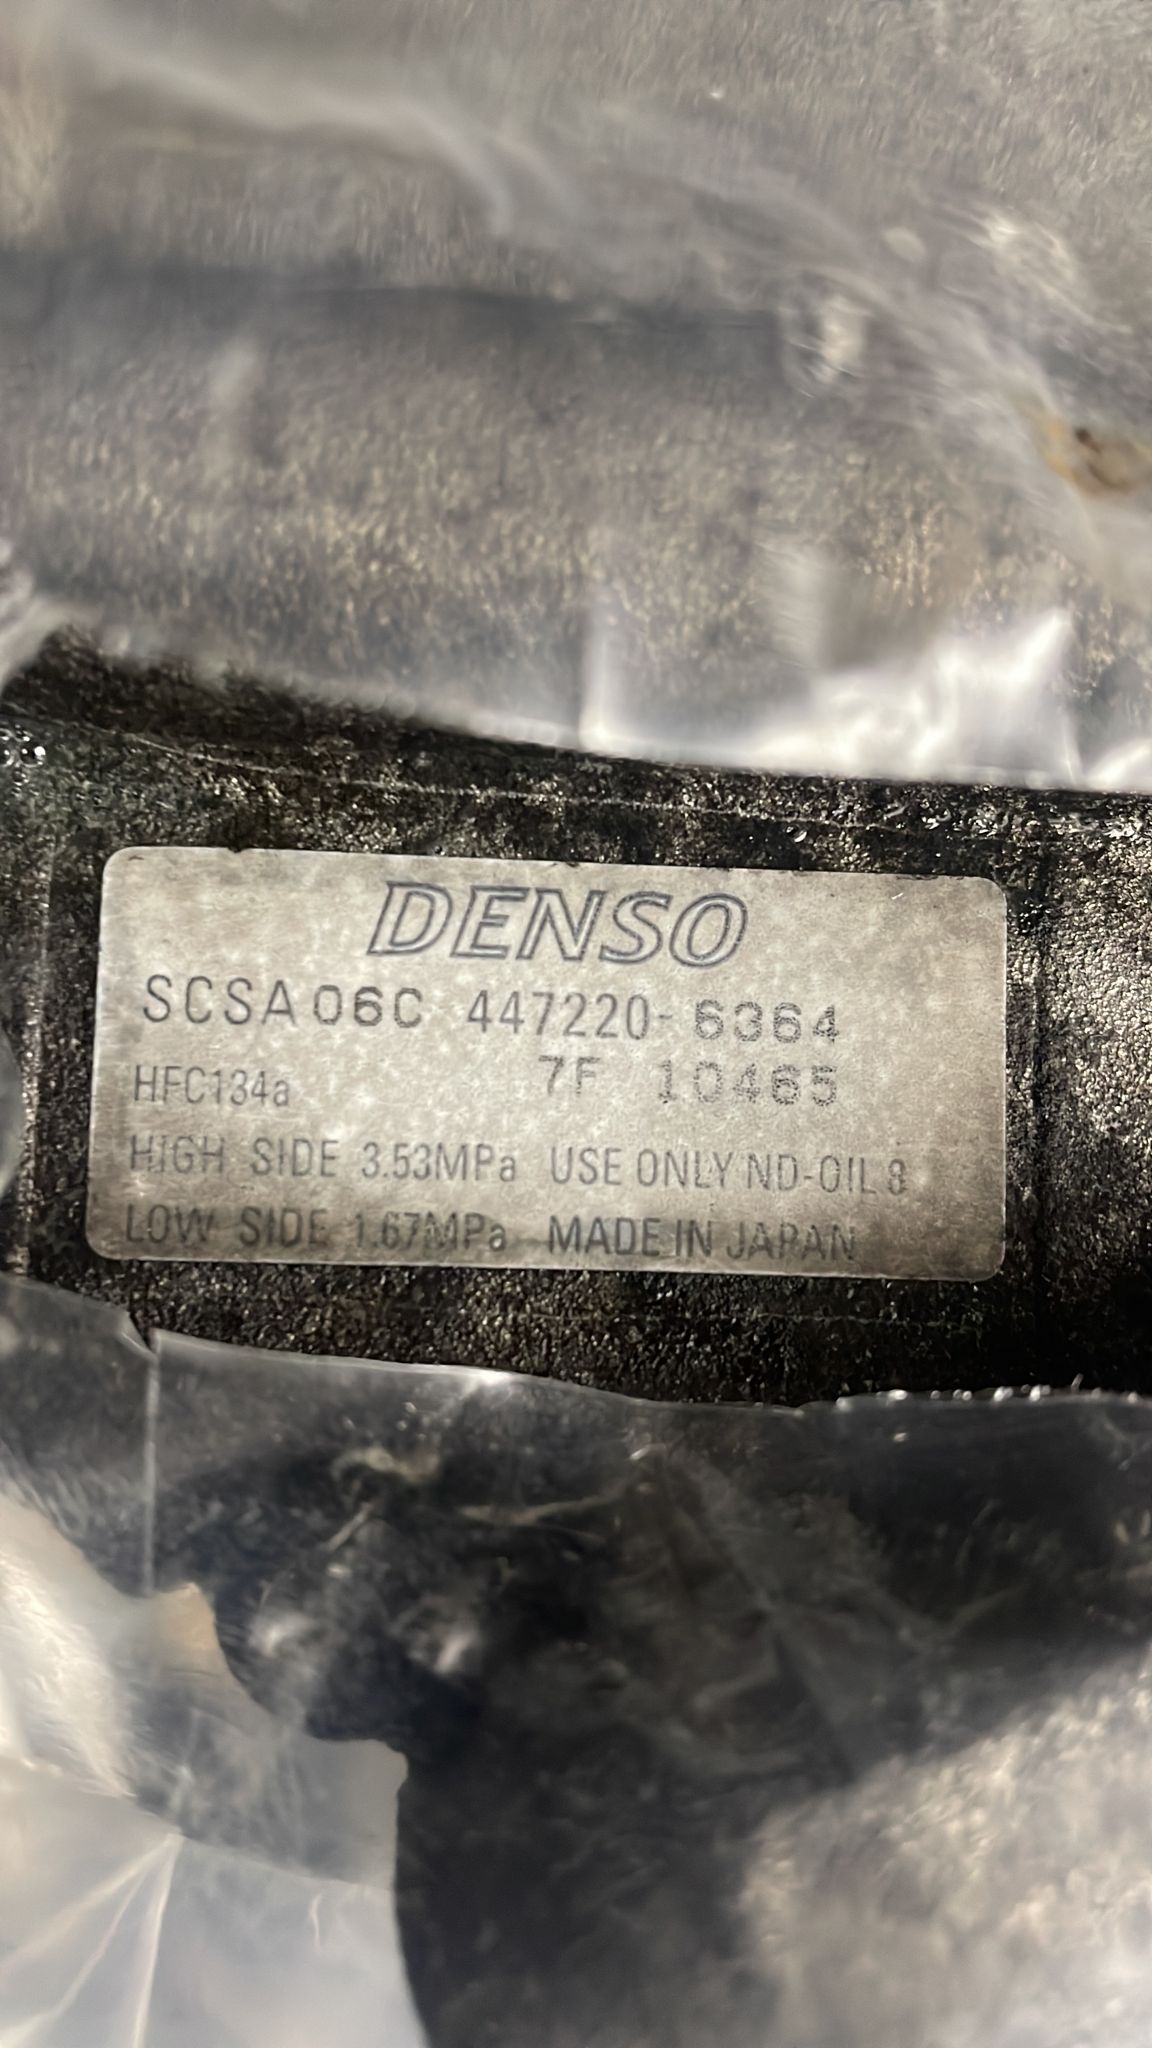 DENSO
SCSA06C 447220-6364
HFC134a 7F 10465
HIGH SIDE 3.53MPa USE ONLY ND-OIL 8
LOW SIDE 1.67MPa MADE IN JAPAN